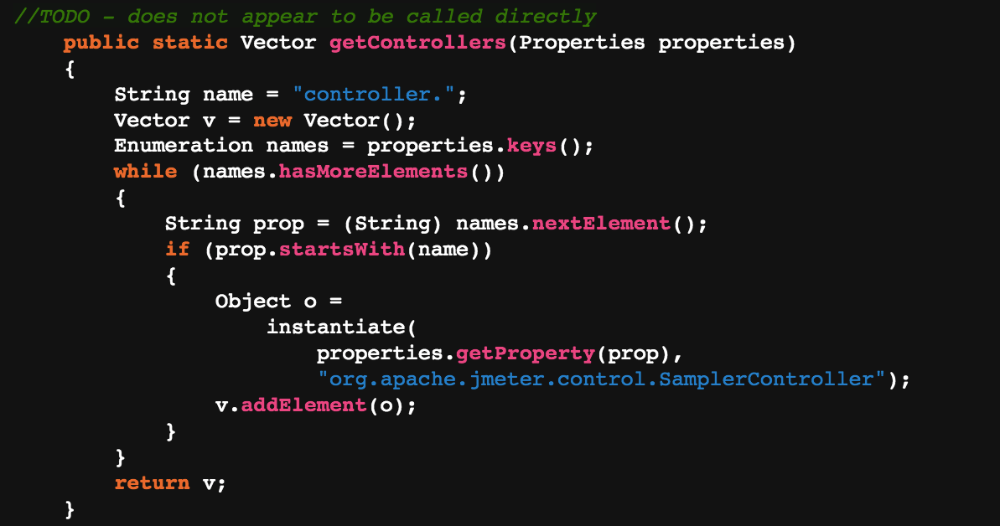 //TODO - does not appear to be called directly
public static Vector getControllers(Properties properties)
{
String name = "controller.";
Vector v = new Vector();
Enumeration names = properties.keys();
while (names.hasMoreElements())
{
String prop = (String) names.nextElement();
if (prop.startsWith(name))
{
Object o =
instantiate(
properties.getProperty(prop),
"org.apache.jmeter.control.SamplerController");
v.addElement(o);
}
}
return v;
}